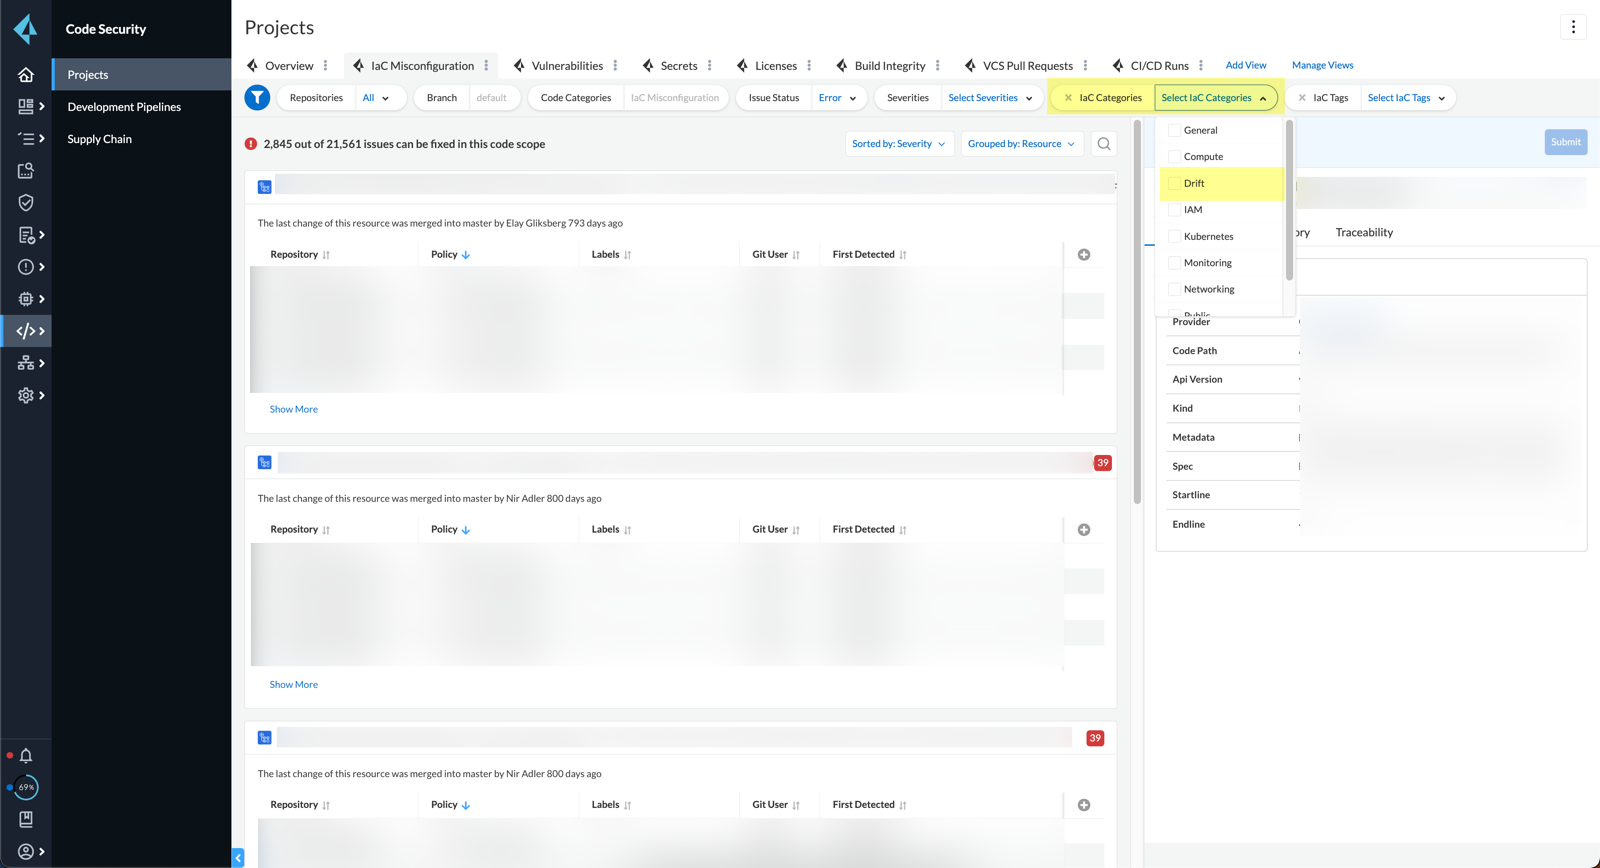 Code Security
Projects
Development Pipelines
Supply Chain
69%
Projects
Overview
IaC Misconfiguration
Vulnerabilities
Secrets
Licenses
Build Integrity
VCS Pull Requests
CI/CD Runs
Add View
Manage Views
Repositories All
Branch default
Code Categories IaC Misconfiguration
Issue Status Error
Severities Select Severities
IaC Categories Select IaC Categories
IaC Tags Select IaC Tags
2,845 out of 21,561 issues can be fixed in this code scope
Sorted by: Severity
Grouped by: Resource
The last change of this resource was merged into master by Elay Gliksberg 793 days ago
Repository Policy Labels Git User First Detected
Show More
39
The last change of this resource was merged into master by Nir Adler 800 days ago
Repository Policy Labels Git User First Detected
Show More
39
The last change of this resource was merged into master by Nir Adler 800 days ago
Repository Policy Labels Git User First Detected
General
Compute
Drift
IAM
Kubernetes
Monitoring
Networking
Public
Submit
ory
Traceability
Provider
Code Path
Api Version
Kind
Metadata
Spec
Startline
Endline